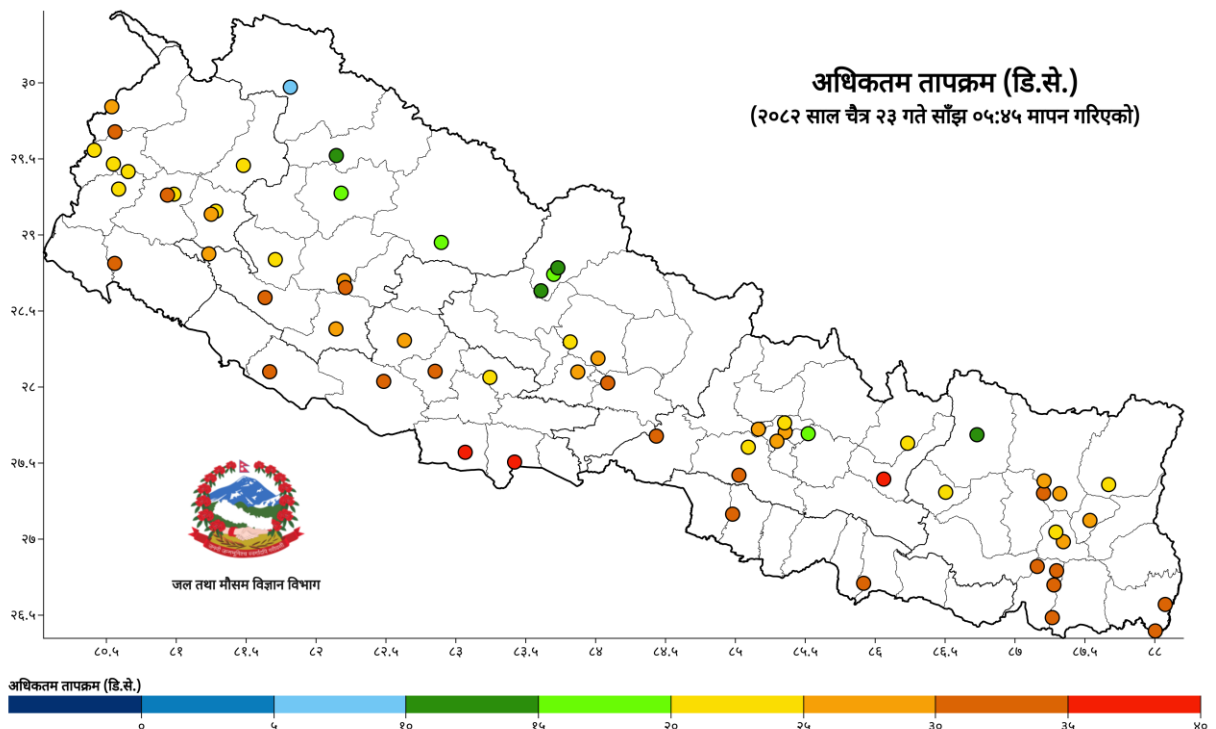 अधिकतम तापक्रम (डि.से.)
(२०८२ साल चैत्र २३ गते साँझ ०५:४५ मापन गरिएको)
३०
२९.५
२९
२८.५
२८
२७.५
२७
२६.५
जल तथा मौसम विज्ञान विभाग
८०.५ ८१ ८१.५ ८२ ८२.५ ८३ ८३.५ ८४ ८४.५ ८५ ८५.५ ८६ ८६.५ ८७ ८७.५ ८८
अधिकतम तापक्रम (डि.से.)
० ५ १० १५ २० २५ ३० ३५ ४०